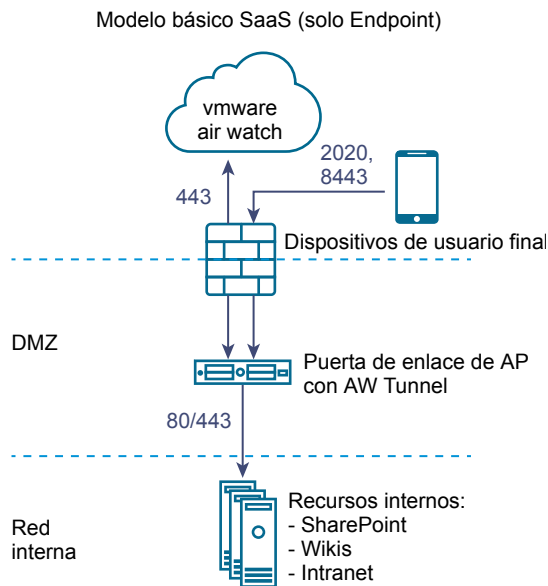 Modelo básico SaaS (solo Endpoint)
vmware
air watch
2020,
8443
443
Dispositivos de usuario final
DMZ
Puerta de enlace de AP
con AW Tunnel
80/443
Recursos internos:
- SharePoint
- Wikis
- Intranet
Red
interna